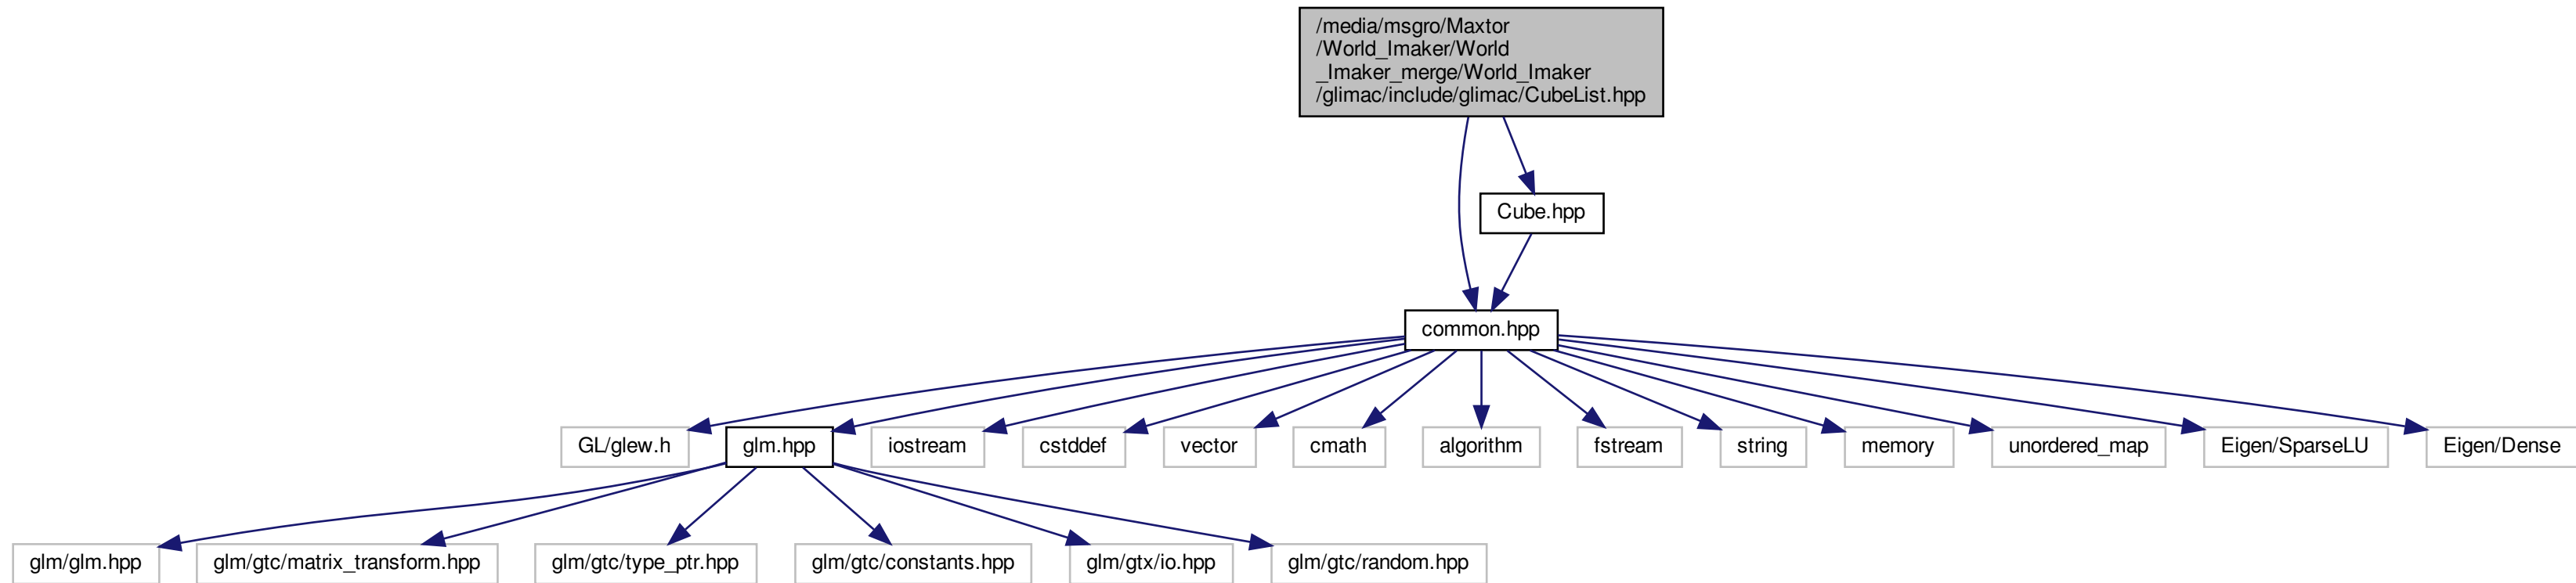 /media/msgro/Maxtor
/World_Imaker/World
_Imaker_merge/World_Imaker
/glimac/include/glimac/CubeList.hpp
Cube.hpp
common.hpp
GL/glew.h
glm.hpp
iostream
cstddef
vector
cmath
algorithm
fstream
string
memory
unordered_map
Eigen/SparseLU
Eigen/Dense
glm/glm.hpp
glm/gtc/matrix_transform.hpp
glm/gtc/type_ptr.hpp
glm/gtc/constants.hpp
glm/gtx/io.hpp
glm/gtc/random.hpp